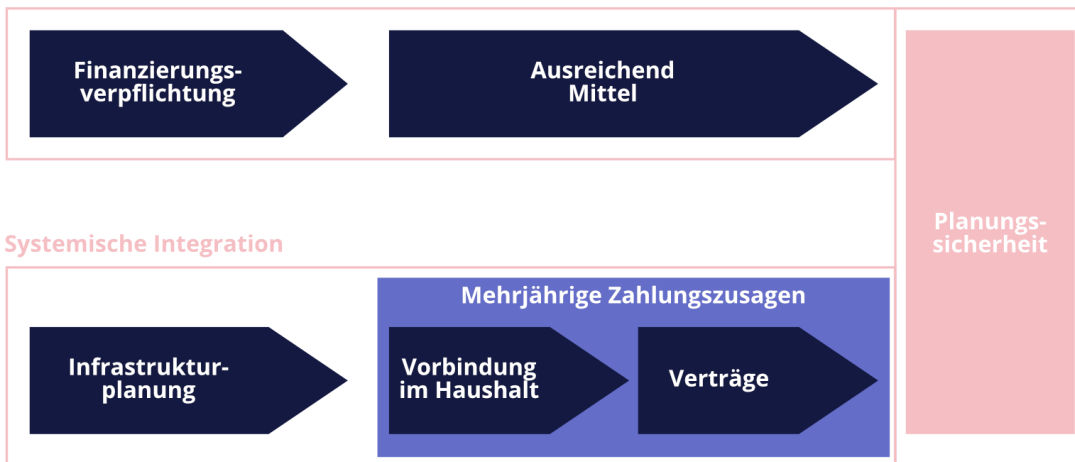 Finanzierungs-
verpflichtung
Ausreichend
Mittel
Planungs-
sicherheit
Systemische Integration
Mehrjährige Zahlungszusagen
Infrastruktur-
planung
Vorbindung
im Haushalt
Verträge